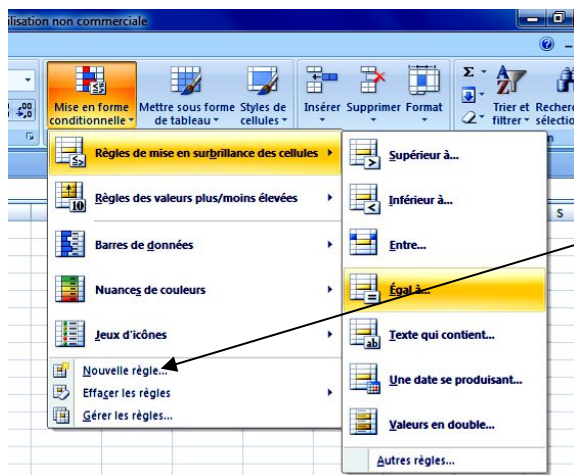 ilisation non commerciale
Mise en forme conditionnelle
Mettre sous forme de tableau
Styles de cellules
Insérer Supprimer Format
Σ
Trier et filtrer
Règles de mise en surbrillance des cellules
Règles des valeurs plus/moins élevées
Barres de données
Nuances de couleurs
Jeux d'icônes
Nouvelle règle...
Effacer les règles
Gérer les règles...
Supérieur à...
Inférieur à...
Entre...
Égal à...
Texte qui contient...
Une date se produisant...
Valeurs en double...
Autres règles...
S